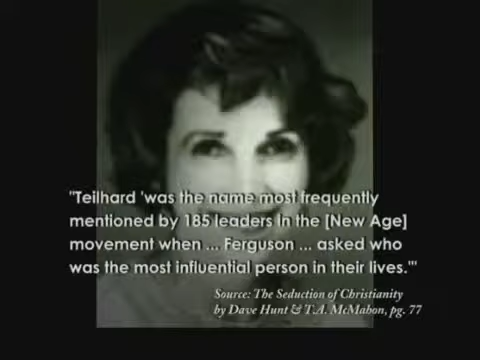 "Teilhard 'was the name most frequently
mentioned by 185 leaders in the [New Age]
movement when ... Ferguson ... asked who
was the most influential person in their lives.'"
Source: The Seduction of Christianity
by Dave Hunt & T.A. McMahon, pg. 77